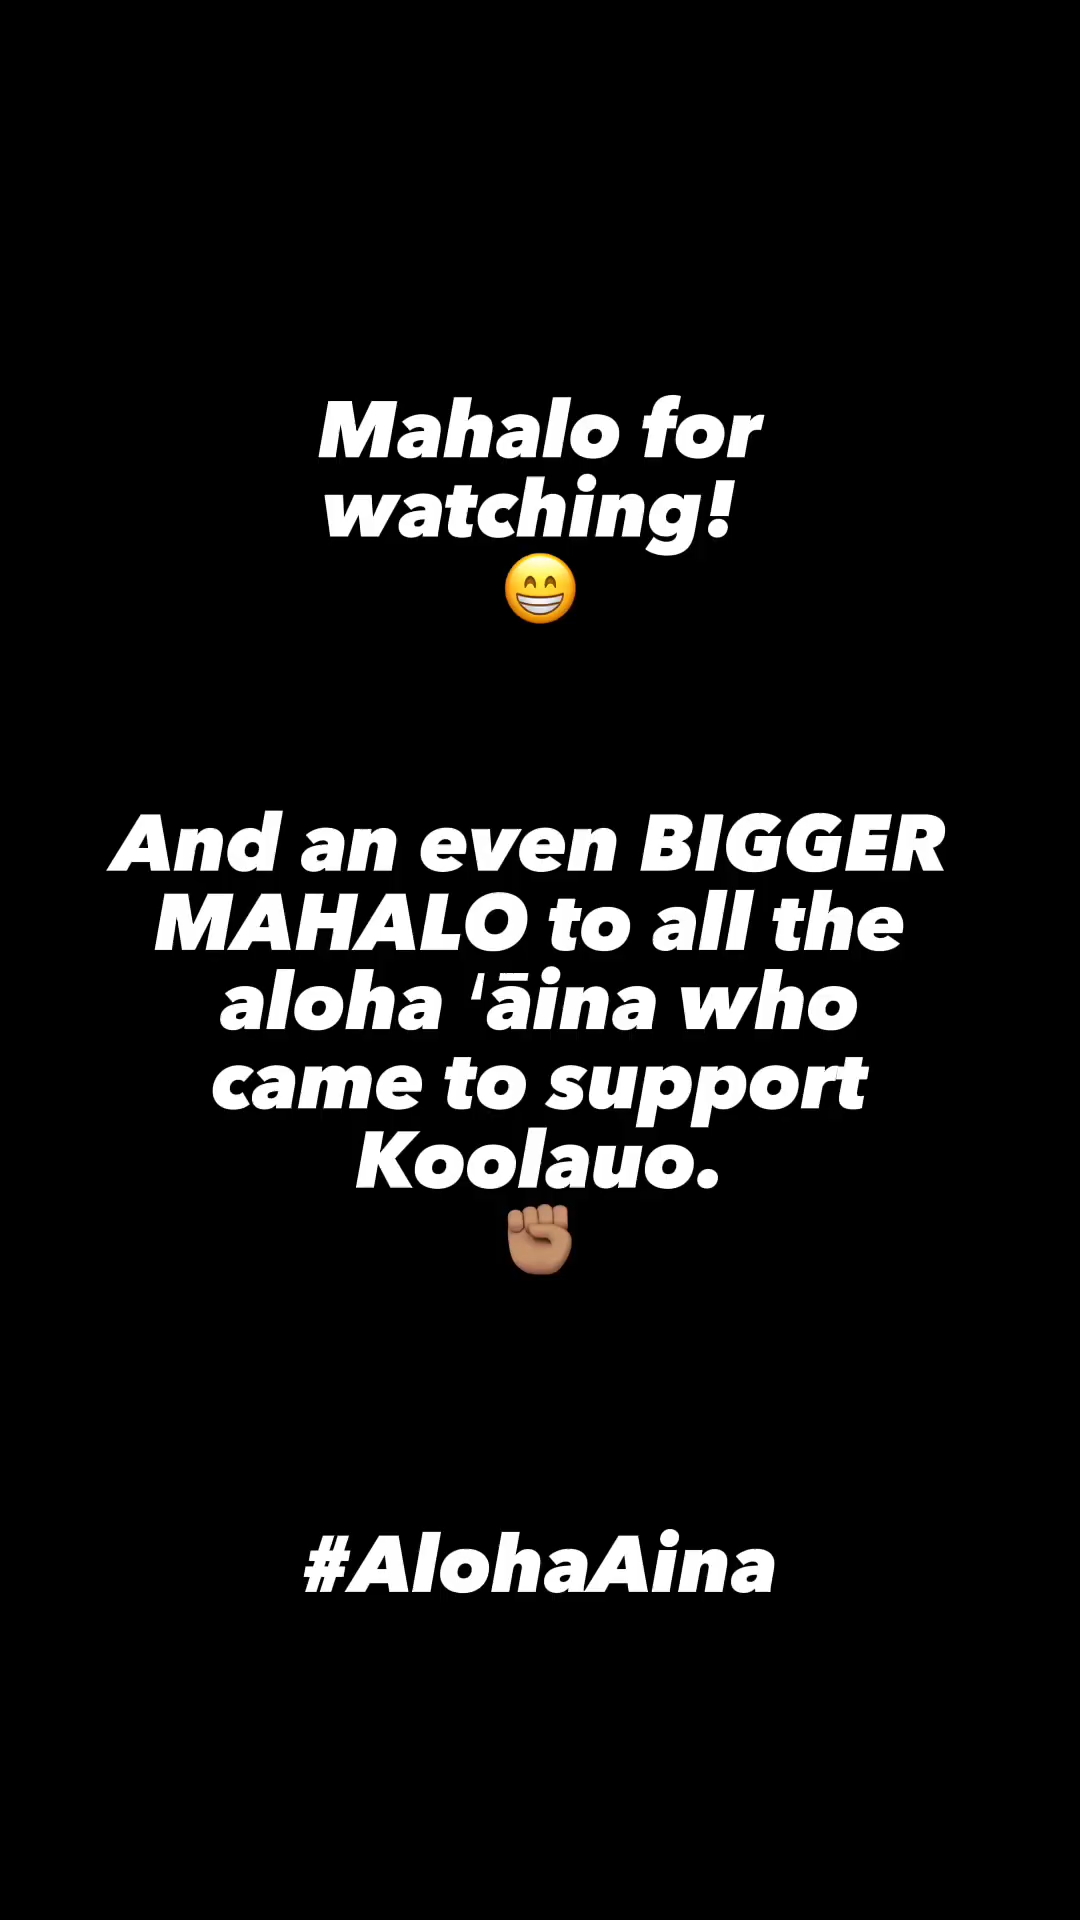 Mahalo for
watching!
😁
And an even BIGGER
MAHALO to all the
aloha ʻāina who
came to support
Koolauo.
✊🏽
#AlohaAina